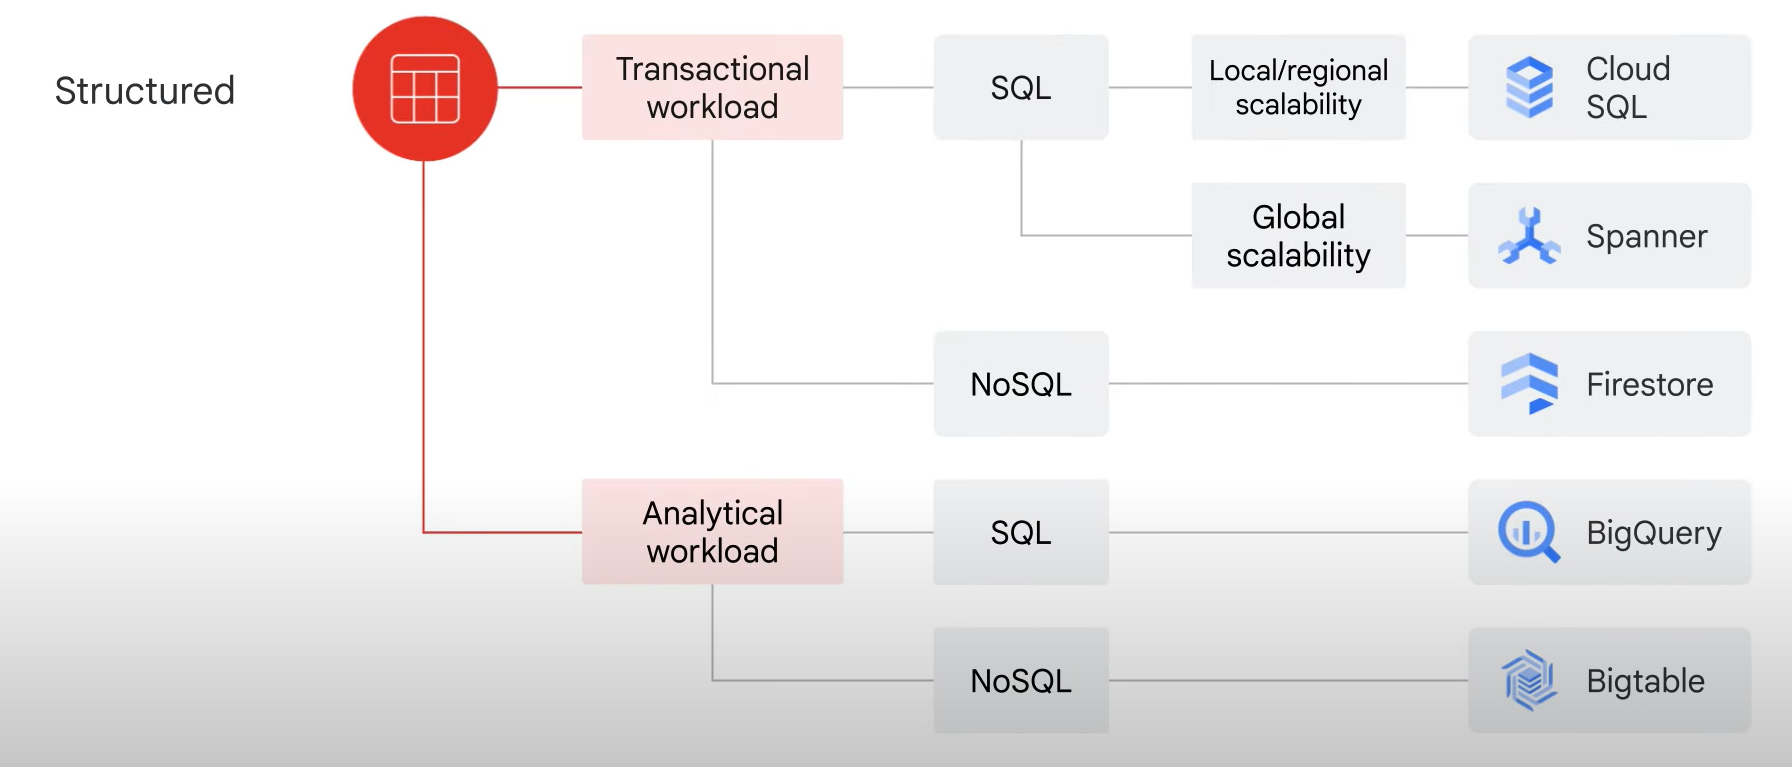 Structured
Transactional
workload
SQL
Local/regional
scalability
Cloud
SQL
Global
scalability
Spanner
NoSQL
Firestore
Analytical
workload
SQL
BigQuery
NoSQL
Bigtable